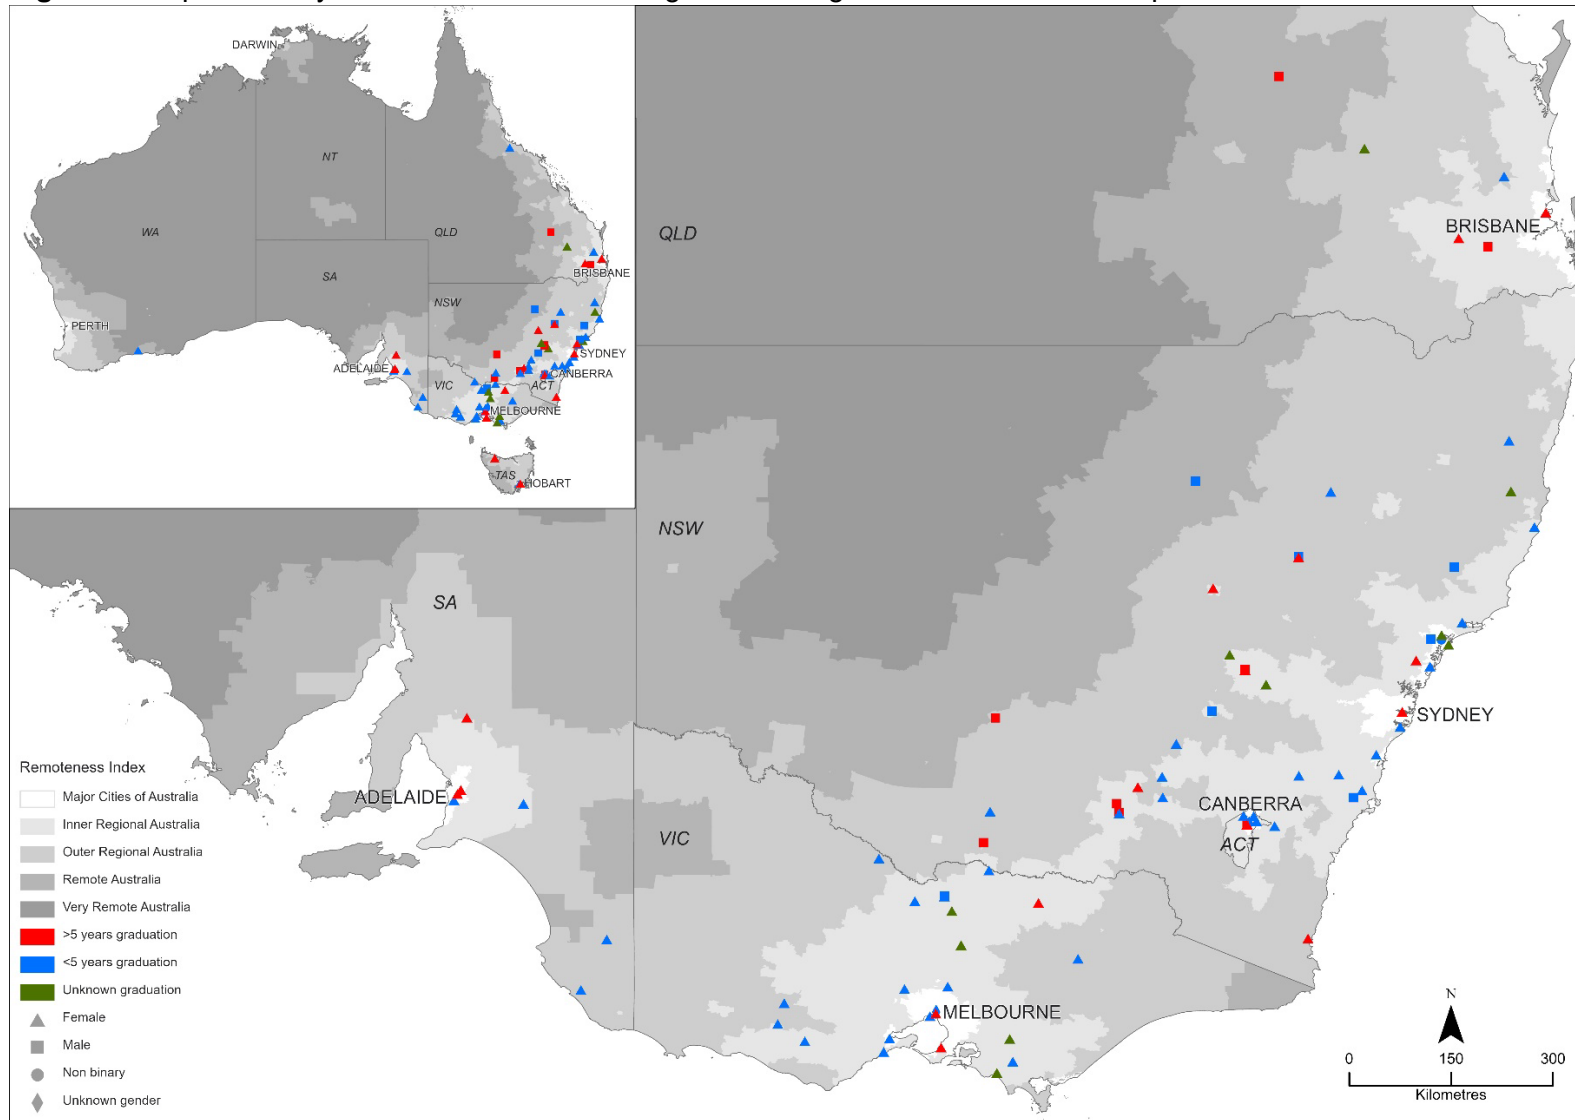 DARWIN
NT
WA
QLD
SA
BRISBANE
NSW
PERTH
SYDNEY
ADELAIDE
CANBERRA
VIC
ACT
MELBOURNE
TAS
HOBART
QLD
BRISBANE
NSW
SA
SYDNEY
ADELAIDE
CANBERRA
VIC
ACT
MELBOURNE
Remoteness Index
Major Cities of Australia
Inner Regional Australia
Outer Regional Australia
Remote Australia
Very Remote Australia
>5 years graduation
<5 years graduation
Unknown graduation
Female
Male
Non binary
Unknown gender
N
0 150 300
Kilometres